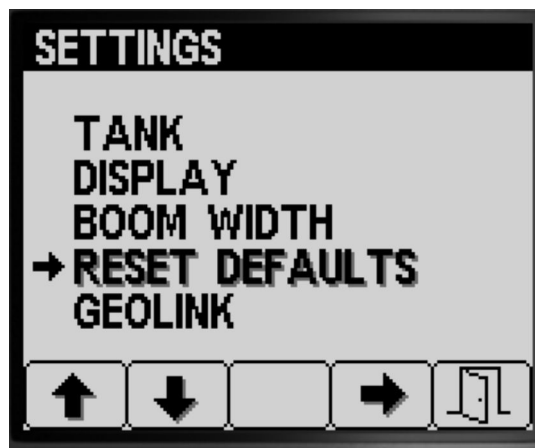 SETTINGS
TANK
DISPLAY
BOOM WIDTH
RESET DEFAULTS
GEOLINK